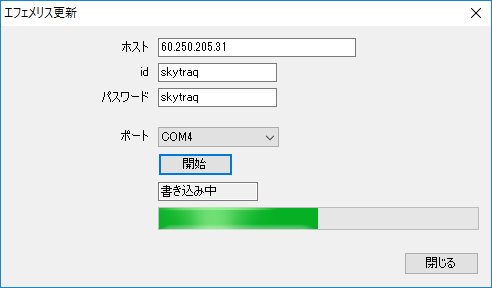 エフェメリス更新
ホスト 60.250.205.31
id skytraq
パスワード skytraq
ポート COM4
開始
書き込み中
閉じる